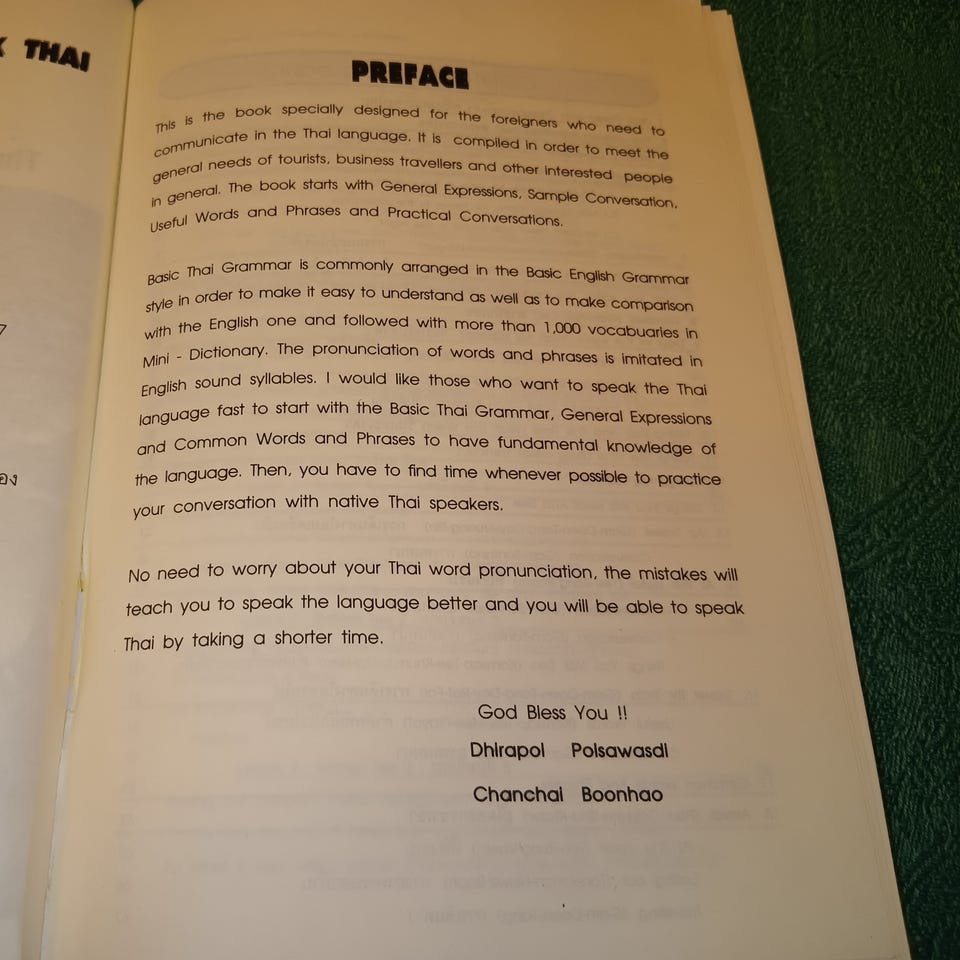 THAI
PREFACE
This is the book specially designed for the foreigners who need to
communicate in the Thai language. It is compiled in order to meet the
general needs of tourists, business travellers and other interested people
in general. The book starts with General Expressions, Sample Conversation,
Useful Words and Phrases and Practical Conversations.
Basic Thai Grammar is commonly arranged in the Basic English Grammar
style in order to make it easy to understand as well as to make comparison
with the English one and followed with more than 1,000 vocabuaries in
Mini - Dictionary. The pronunciation of words and phrases is imitated in
English sound syllables. I would like those who want to speak the Thai
language fast to start with the Basic Thai Grammar, General Expressions
and Common Words and Phrases to have fundamental knowledge of
the language. Then, you have to find time whenever possible to practice
your conversation with native Thai speakers.
No need to worry about your Thai word pronunciation, the mistakes will
teach you to speak the language better and you will be able to speak
Thai by taking a shorter time.
God Bless You !!
Dhirapol Polsawasdi
Chanchai Boonhao